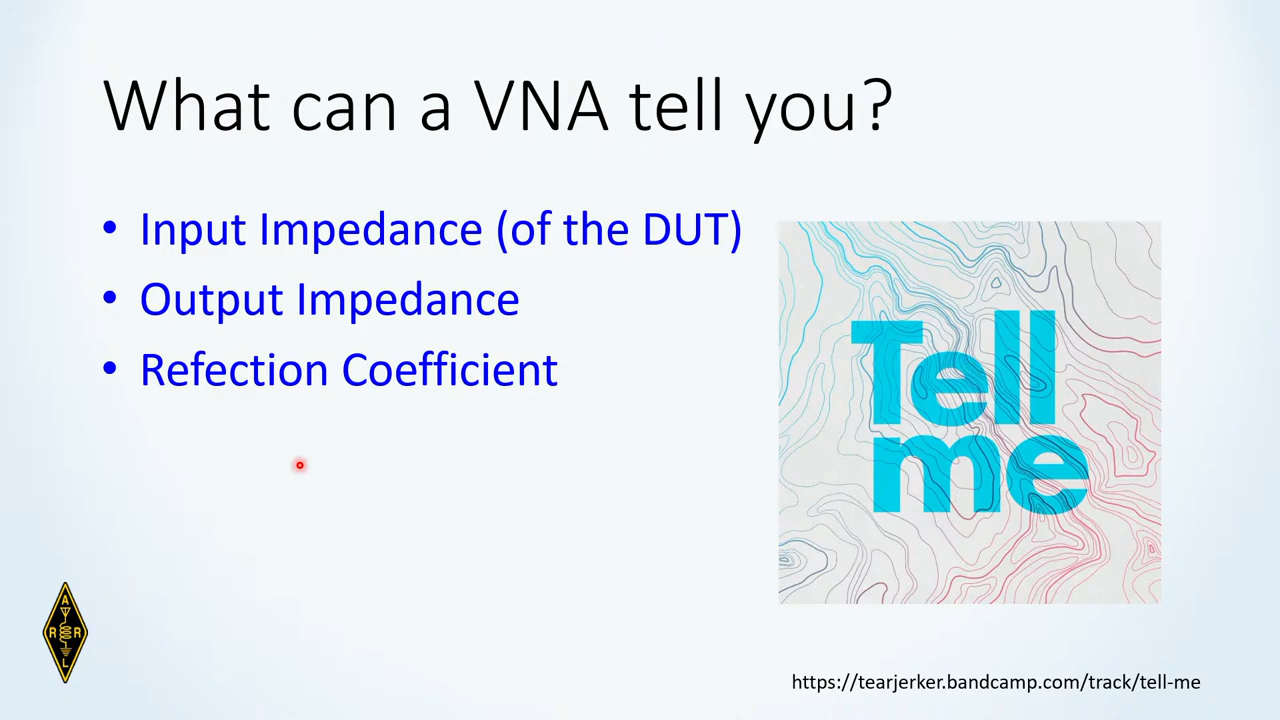 What can a VNA tell you?
• Input Impedance (of the DUT)
• Output Impedance
• Refection Coefficient
Tell
me
A
R R
L
https://tearjerker.bandcamp.com/track/tell-me